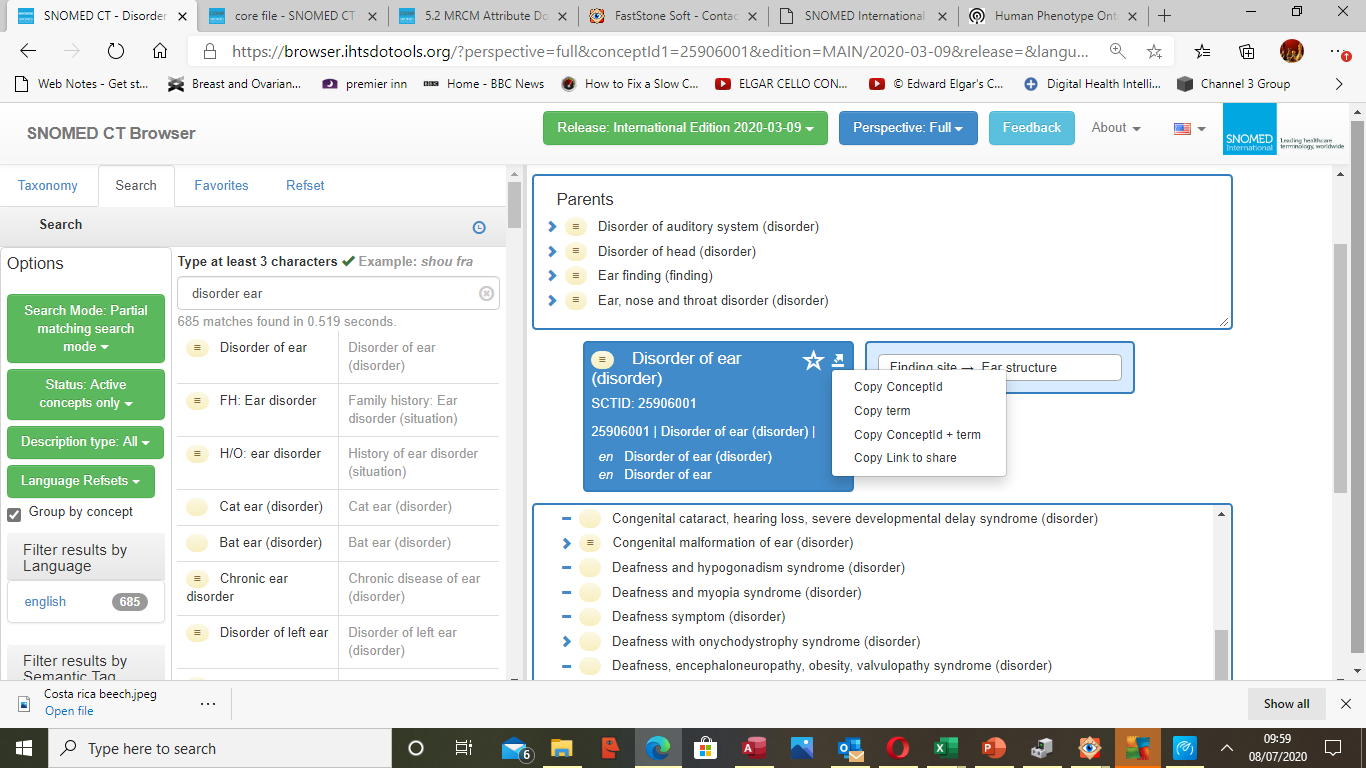 SNOMED CT - Disorder
core file - SNOMED CT
5.2 MRCM Attribute Do
FastStone Soft - Contac
SNOMED International
Human Phenotype Ont
https://browser.ihtsdotools.org/?perspective=full&conceptId1=25906001&edition=MAIN/2020-03-09&release=&langu...
Web Notes - Get st...
Breast and Ovarian...
premier inn
BBC
Home - BBC News
How to Fix a Slow C...
ELGAR CELLO CON...
© Edward Elgar's C...
Digital Health Intelli...
Channel 3 Group
SNOMED CT Browser
Release: International Edition 2020-03-09
Perspective: Full
Feedback
About
SNOMED
International
Leading healthcare
terminology, worldwide
Taxonomy
Search
Favorites
Refset
Search
Options
Search Mode: Partial
matching search
mode
Status: Active
concepts only
Description type: All
Language Refsets
Group by concept
Filter results by
Language
english
685
Filter results by
Semantic Tag
Type at least 3 characters ✔ Example: shou fra
disorder ear
685 matches found in 0.519 seconds.
≡ Disorder of ear
Disorder of ear
(disorder)
≡ FH: Ear disorder
Family history: Ear
disorder (situation)
≡ H/O: ear disorder
History of ear disorder
(situation)
Cat ear (disorder)
Cat ear (disorder)
Bat ear (disorder)
Bat ear (disorder)
≡ Chronic ear
disorder
Chronic disease of ear
(disorder)
≡ Disorder of left ear
Disorder of left ear
(disorder)
Parents
≡ Disorder of auditory system (disorder)
≡ Disorder of head (disorder)
≡ Ear finding (finding)
≡ Ear, nose and throat disorder (disorder)
≡ Disorder of ear
(disorder)
SCTID: 25906001
25906001 | Disorder of ear (disorder) |
en Disorder of ear (disorder)
en Disorder of ear
Finding site → Ear structure
Copy ConceptId
Copy term
Copy ConceptId + term
Copy Link to share
Congenital cataract, hearing loss, severe developmental delay syndrome (disorder)
≡ Congenital malformation of ear (disorder)
Deafness and hypogonadism syndrome (disorder)
Deafness and myopia syndrome (disorder)
Deafness symptom (disorder)
Deafness with onychodystrophy syndrome (disorder)
Deafness, encephaloneuropathy, obesity, valvulopathy syndrome (disorder)
Costa rica beech.jpeg
Open file
Show all
Type here to search
6
09:59
08/07/2020